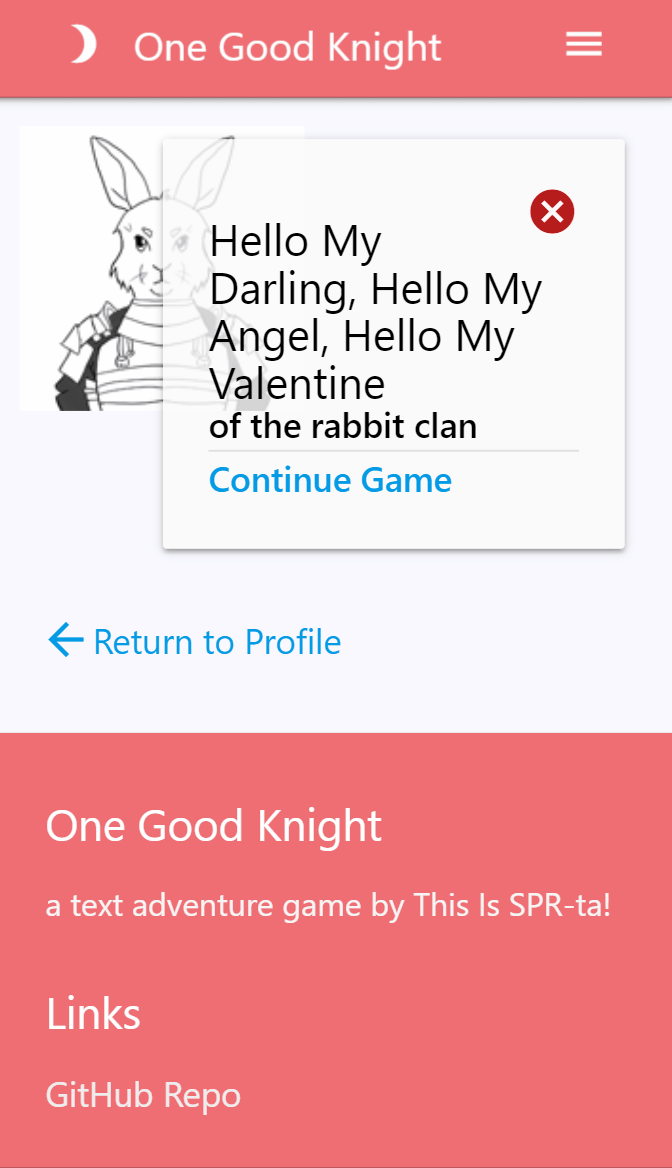 One Good Knight
Hello My
Darling, Hello My
Angel, Hello My
Valentine
of the rabbit clan
Continue Game
Return to Profile
One Good Knight
a text adventure game by This Is SPR-ta!
Links
GitHub Repo